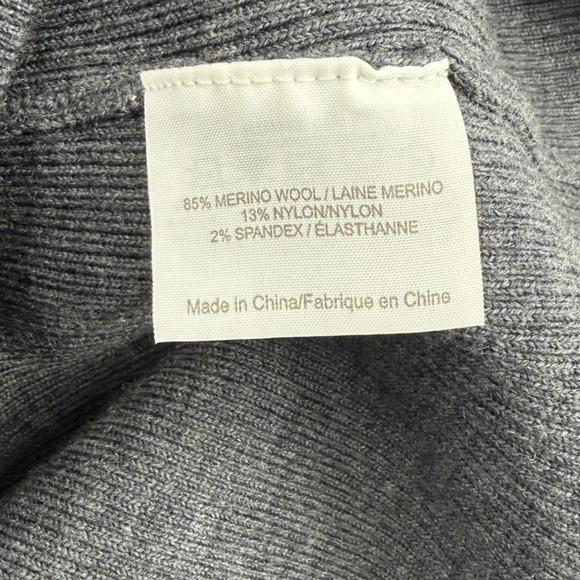 85% MERINO WOOL / LAINE MERINO
13% NYLON/NYLON
2% SPANDEX / ÉLASTHANNE
Made in China/Fabrique en Chine